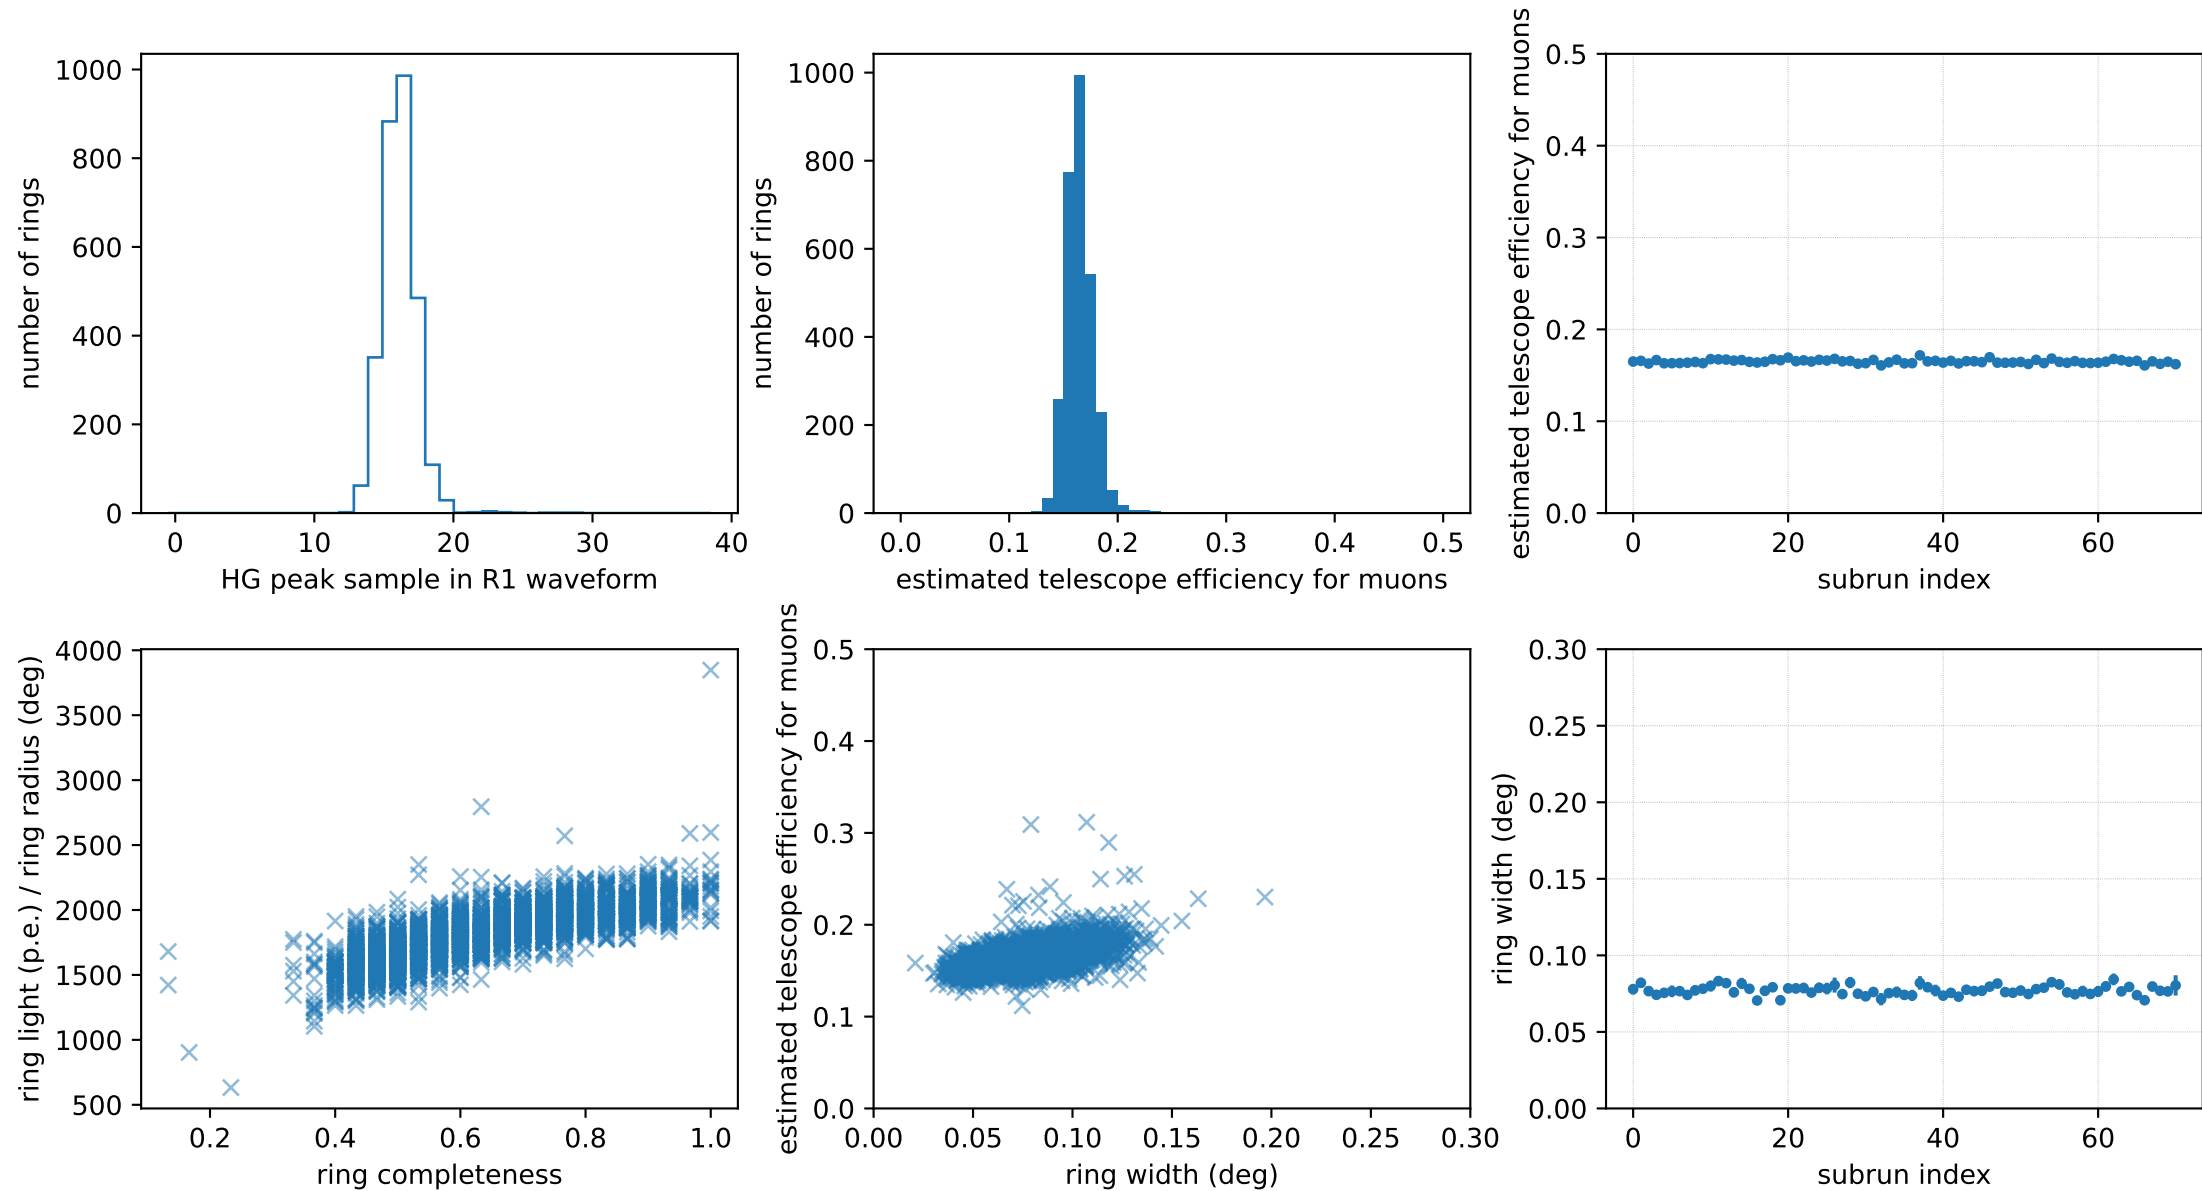 number of rings
1000
800
600
400
200
0
0 10 20 30 40
HG peak sample in R1 waveform
number of rings
1000
800
600
400
200
0
0.0 0.1 0.2 0.3 0.4 0.5
estimated telescope efficiency for muons
estimated telescope efficiency for muons
0.5
0.4
0.3
0.2
0.1
0.0
0 20 40 60
subrun index
ring light (p.e.) / ring radius (deg)
4000
3500
3000
2500
2000
1500
1000
500
0.2 0.4 0.6 0.8 1.0
ring completeness
estimated telescope efficiency for muons
0.5
0.4
0.3
0.2
0.1
0.0
0.00 0.05 0.10 0.15 0.20 0.25 0.30
ring width (deg)
ring width (deg)
0.30
0.25
0.20
0.15
0.10
0.05
0.00
0 20 40 60
subrun index